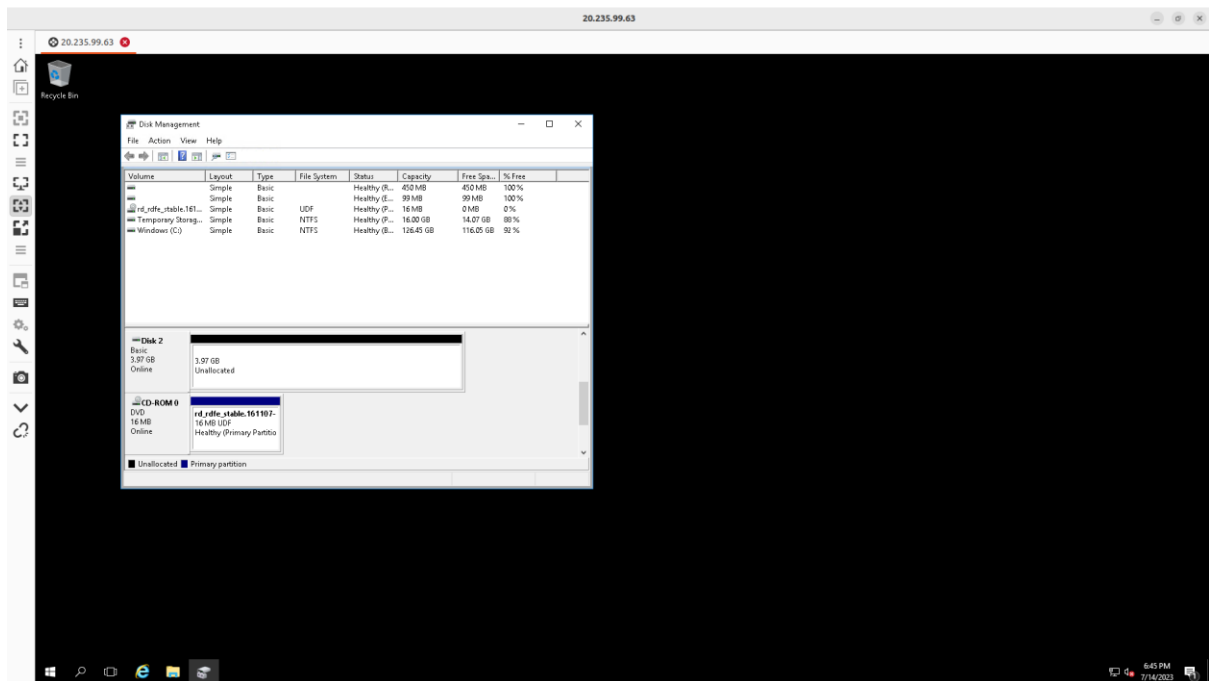 20.235.99.63
20.235.99.63
Recycle Bin
Disk Management
File Action View Help
Volume Layout Type File System Status Capacity Free Spa... % Free
Simple Basic Healthy (R... 450 MB 450 MB 100 %
Simple Basic Healthy (E... 99 MB 99 MB 100 %
rd_rdfe_stable.161... Simple Basic UDF Healthy (P... 16 MB 0 MB 0 %
Temporary Storag... Simple Basic NTFS Healthy (P... 16.00 GB 14.07 GB 88 %
Windows (C:) Simple Basic NTFS Healthy (B... 126.45 GB 116.05 GB 92 %
Disk 2
Basic
3.97 GB
Online
3.97 GB
Unallocated
CD-ROM 0
DVD
16 MB
Online
rd_rdfe_stable.161107-
16 MB UDF
Healthy (Primary Partitio
Unallocated Primary partition
6:45 PM
7/14/2023